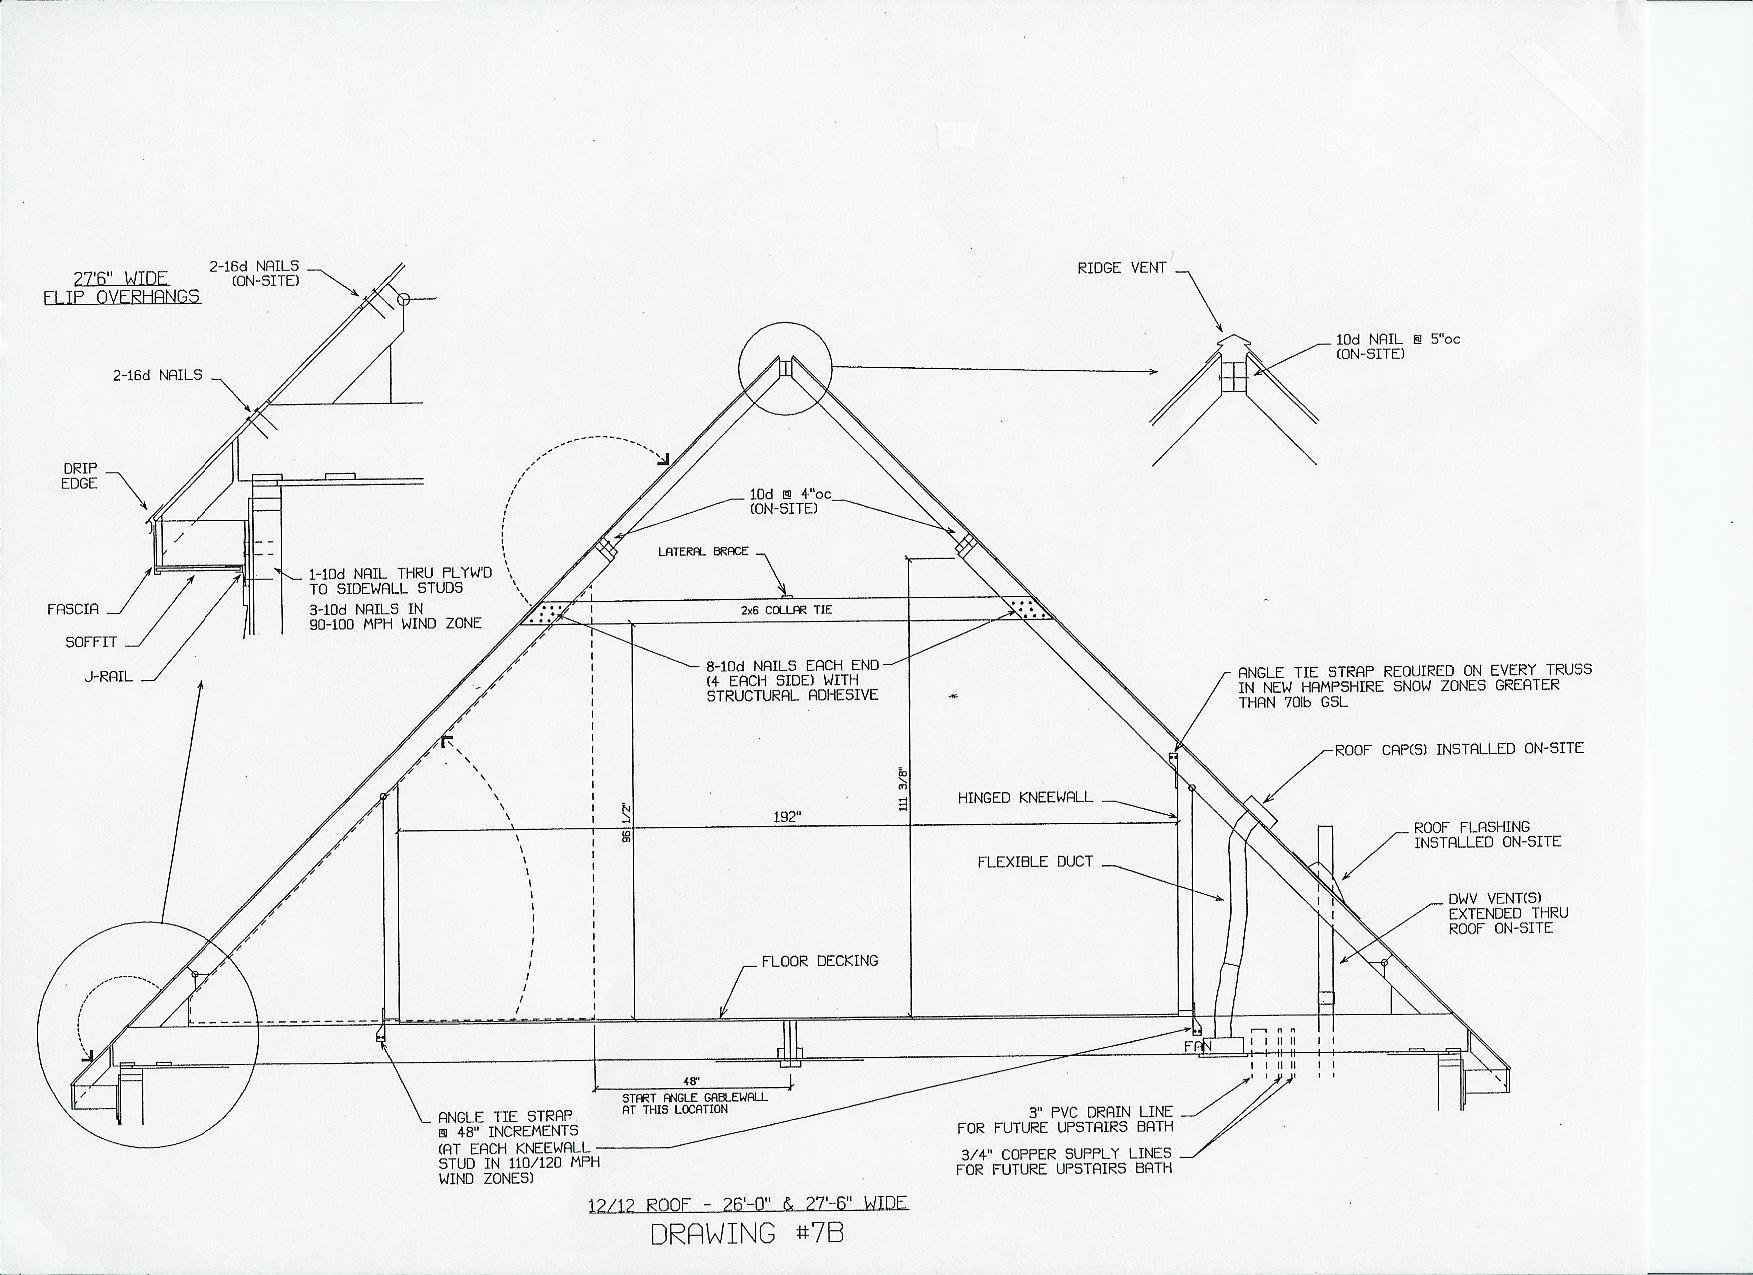 27'6" WIDE
FLIP OVERHANGS
2-16d NAILS
(ON-SITE)
2-16d NAILS
DRIP
EDGE
FASCIA
SOFFIT
J-RAIL
1-10d NAIL THRU PLYW'D
TO SIDEWALL STUDS
3-10d NAILS IN
90-100 MPH WIND ZONE
RIDGE VENT
10d NAIL @ 5"oc
(ON-SITE)
10d @ 4"oc
(ON-SITE)
LATERAL BRACE
2x6 COLLAR TIE
8-10d NAILS EACH END
(4 EACH SIDE) WITH
STRUCTURAL ADHESIVE
ANGLE TIE STRAP REQUIRED ON EVERY TRUSS
IN NEW HAMPSHIRE SNOW ZONES GREATER
THAN 70lb GSL
ROOF CAP(S) INSTALLED ON-SITE
HINGED KNEEWALL
192"
96 1/2"
111 3/8"
ROOF FLASHING
INSTALLED ON-SITE
FLEXIBLE DUCT
DWV VENT(S)
EXTENDED THRU
ROOF ON-SITE
FLOOR DECKING
FAN
48"
START ANGLE GABLEWALL
AT THIS LOCATION
ANGLE TIE STRAP
@ 48" INCREMENTS
(AT EACH KNEEWALL
STUD IN 110/120 MPH
WIND ZONES)
3" PVC DRAIN LINE
FOR FUTURE UPSTAIRS BATH
3/4" COPPER SUPPLY LINES
FOR FUTURE UPSTAIRS BATH
12/12 ROOF - 26'-0" & 27'-6" WIDE
DRAWING #7B